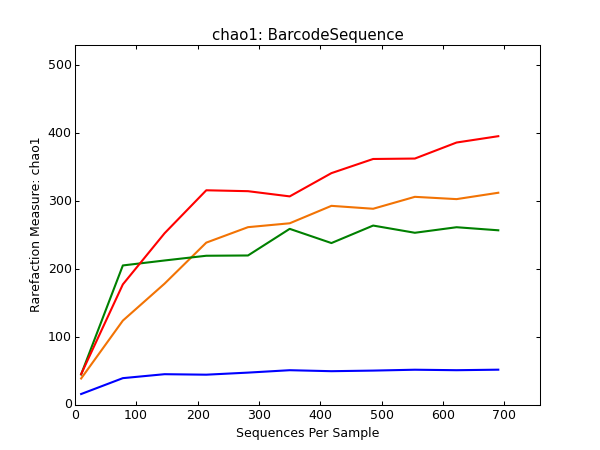 chao1: BarcodeSequence
Rarefaction Measure: chao1
500
400
300
200
100
0
0 100 200 300 400 500 600 700
Sequences Per Sample